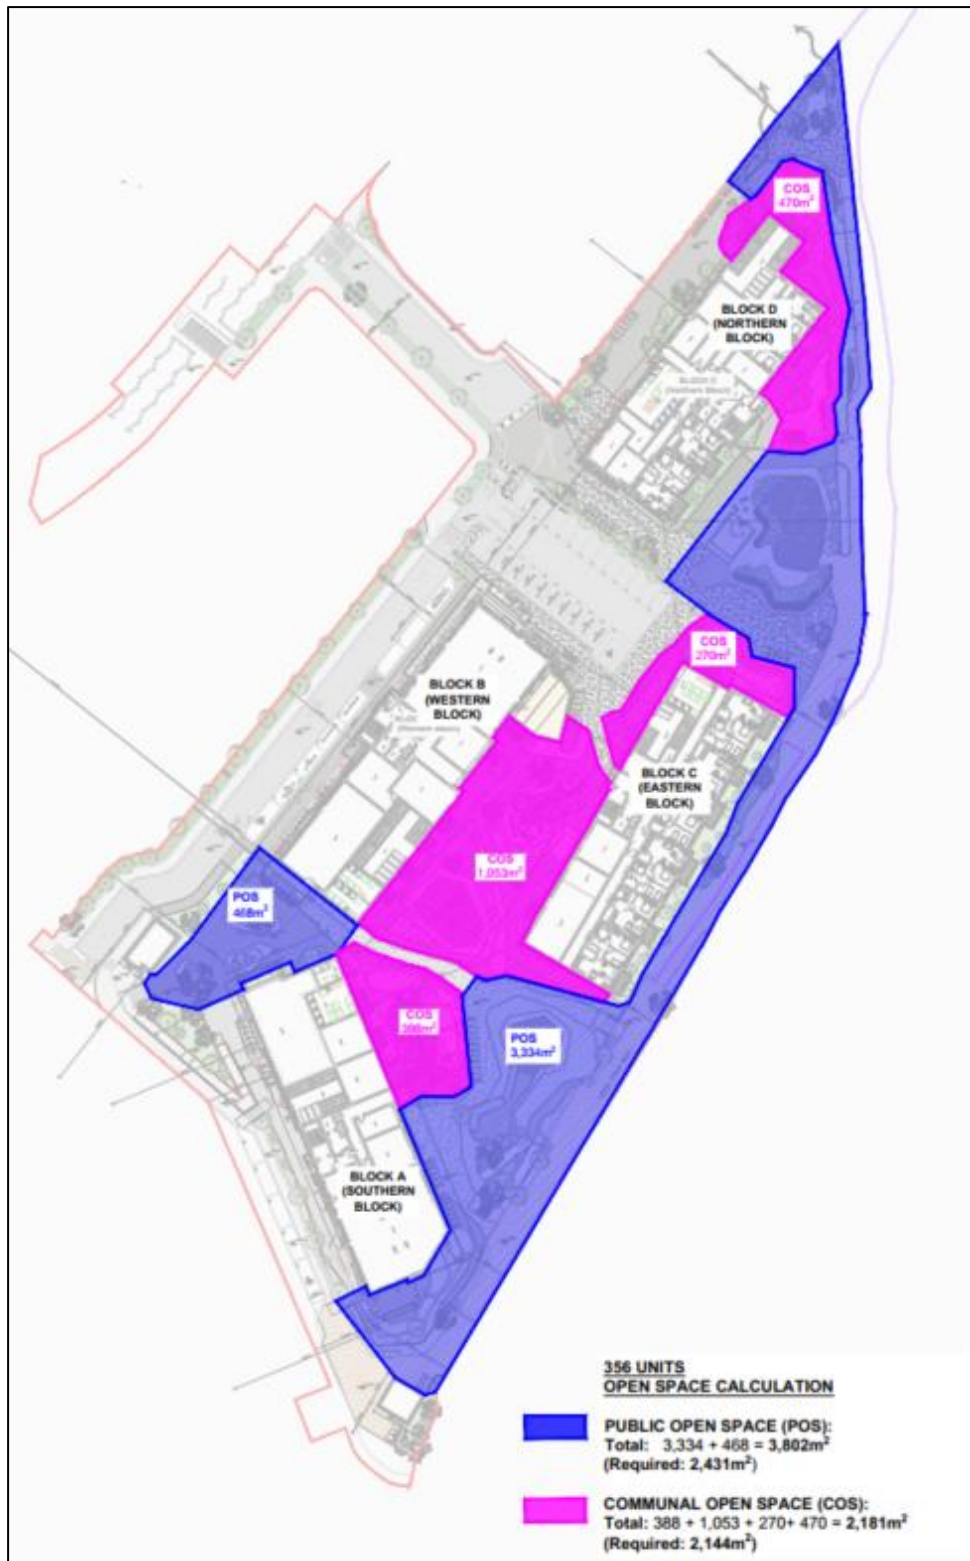 COS
470m²
BLOCK D
(NORTHERN
BLOCK)
COS
270m²
BLOCK B
(WESTERN
BLOCK)
BLOCK C
(EASTERN
BLOCK)
COS
1,053m²
POS
468m²
COS
388m²
POS
3,334m²
BLOCK A
(SOUTHERN
BLOCK)
356 UNITS
OPEN SPACE CALCULATION
PUBLIC OPEN SPACE (POS):
Total: 3,334 + 468 = 3,802m²
(Required: 2,431m²)
COMMUNAL OPEN SPACE (COS):
Total: 388 + 1,053 + 270+ 470 = 2,181m²
(Required: 2,144m²)